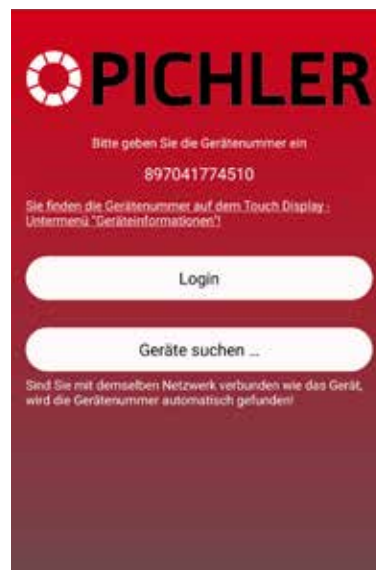 PICHLER
Bitte geben Sie die Gerätenummer ein
897041774510
Sie finden die Gerätenummer auf dem Touch Display -
Untermenü "Geräteinformationen"!
Login
Geräte suchen ...
Sind Sie mit demselben Netzwerk verbunden wie das Gerät,
wird die Gerätenummer automatisch gefunden!